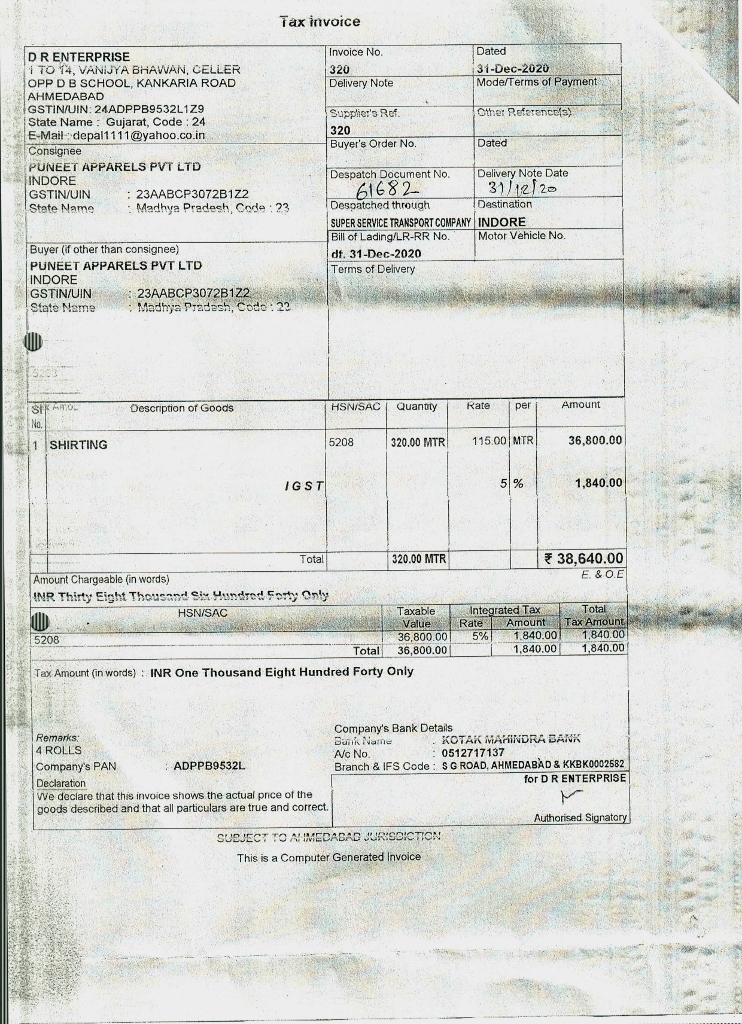 Tax Invoice
D R ENTERPRISE
1 TO 14, VANIJYA BHAWAN, CELLER
OPP D B SCHOOL, KANKARIA ROAD
AHMEDABAD
GSTIN/UIN: 24ADPPB9532L1Z9
State Name : Gujarat, Code : 24
E-Mail : depal1111@yahoo.co.in
Invoice No.
320
Dated
31-Dec-2020
Delivery Note
Mode/Terms of Payment
Supplier's Ref.
320
Other Reference(s)
Consignee
PUNEET APPARELS PVT LTD
INDORE
GSTIN/UIN : 23AABCP3072B1Z2
State Name : Madhya Pradesh, Code : 23
Buyer's Order No.
Dated
Despatch Document No.
61682
Delivery Note Date
31/12/20
Despatched through
SUPER SERVICE TRANSPORT COMPANY
Destination
INDORE
Bill of Lading/LR-RR No.
dt. 31-Dec-2020
Motor Vehicle No.
Buyer (if other than consignee)
PUNEET APPARELS PVT LTD
INDORE
GSTIN/UIN : 23AABCP3072B1Z2
State Name : Madhya Pradesh, Code : 23
Terms of Delivery
Sl No. Description of Goods HSN/SAC Quantity Rate per Amount
1 SHIRTING 5208 320.00 MTR 115.00 MTR 36,800.00
IGST 5 % 1,840.00
Total 320.00 MTR ₹ 38,640.00
Amount Chargeable (in words) E. & O.E
INR Thirty Eight Thousand Six Hundred Forty Only
HSN/SAC Taxable Value Integrated Tax Rate Amount Total Tax Amount
5208 36,800.00 5% 1,840.00 1,840.00
Total 36,800.00 1,840.00 1,840.00
Tax Amount (in words) : INR One Thousand Eight Hundred Forty Only
Remarks:
4 ROLLS
Company's PAN : ADPPB9532L
Declaration
We declare that this invoice shows the actual price of the
goods described and that all particulars are true and correct.
Company's Bank Details
Bank Name : KOTAK MAHINDRA BANK
A/c No. : 0512717137
Branch & IFS Code : S G ROAD, AHMEDABAD & KKBK0002582
for D R ENTERPRISE
Authorised Signatory
SUBJECT TO AHMEDABAD JURISDICTION
This is a Computer Generated Invoice